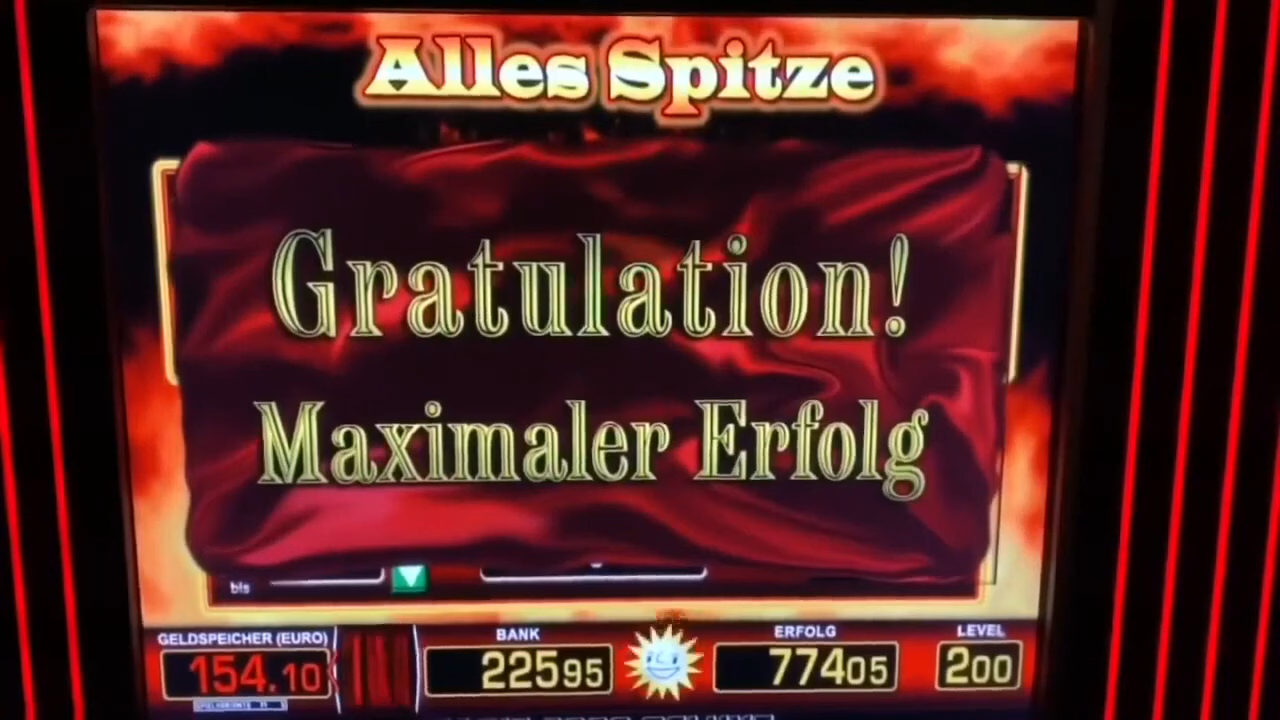 Alles Spitze
Gratulation!
Maximaler Erfolg
bis
GELDSPEICHER (EURO) BANK ERFOLG LEVEL
154.10 22595 77405 200